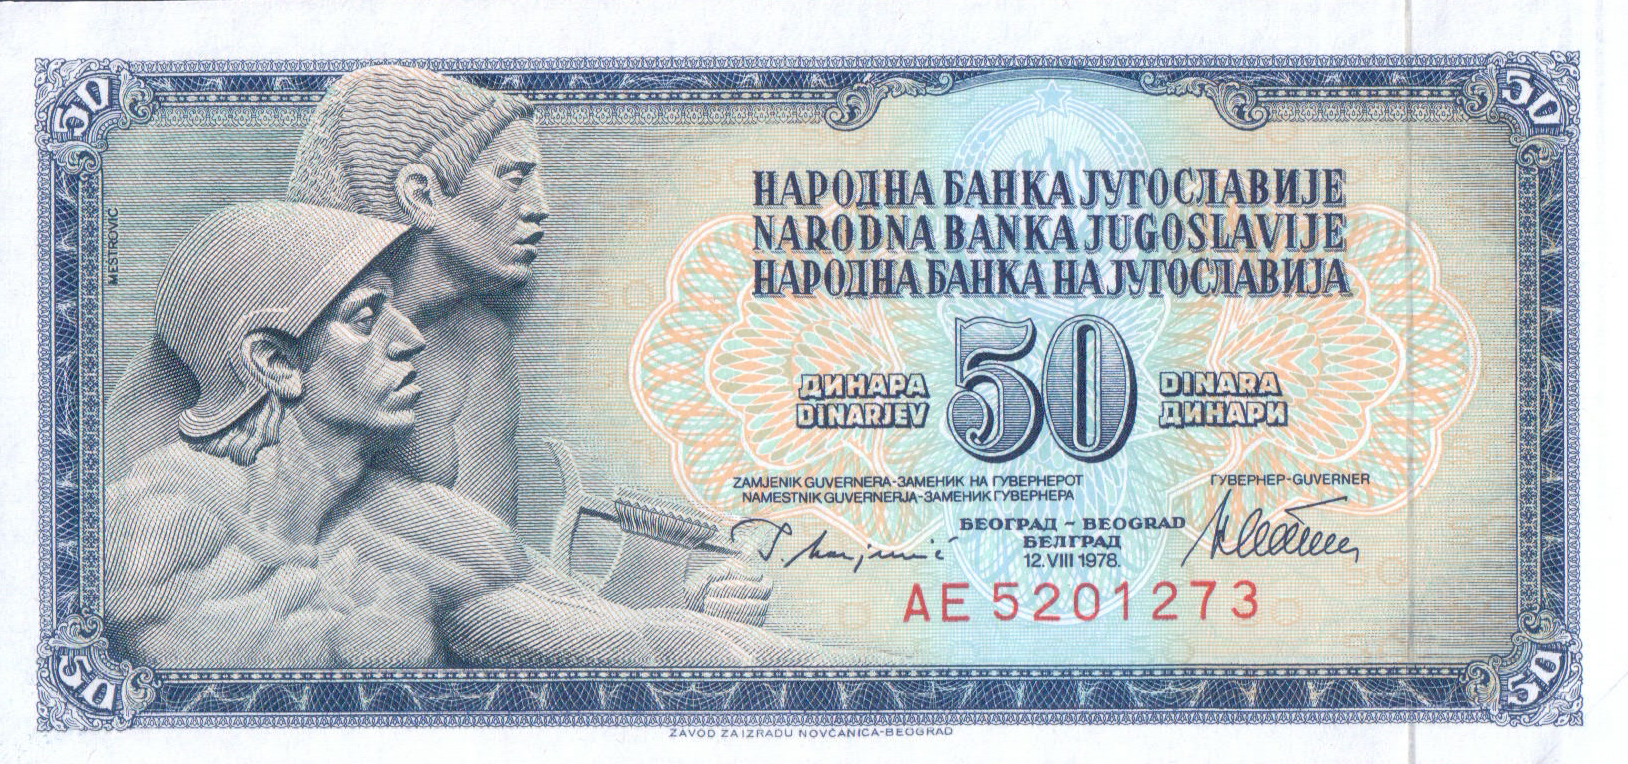 50
50
MEŠTROVIĆ
НАРОДНА БАНКА ЈУГОСЛАВИЈЕ
NARODNA BANKA JUGOSLAVIJE
НАРОДНА БАНКА НА ЈУГОСЛАВИЈА
ДИНАРА
DINARJEV
50
DINARA
ДИНАРИ
ZAMJENIK GUVERNERA-ЗАМЕНИК НА ГУВЕРНЕРОТ
NAMESTNIK GUVERNERJA-ЗАМЕНИК ГУВЕРНЕРА
ГУВЕРНЕР-GUVERNER
БЕОГРАД - BEOGRAD
БЕЛГРАД
12. VIII 1978.
AE 5201273
50
50
ZAVOD ZA IZRADU NOVČANICA-BEOGRAD